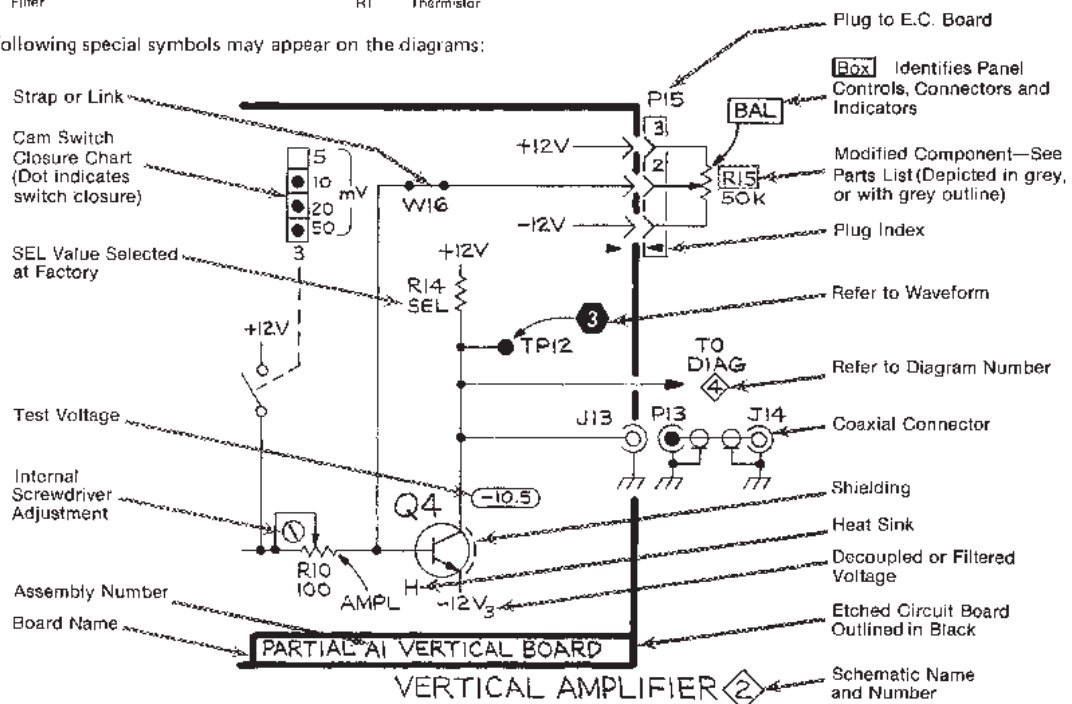 Filter
RT Thermistor
ollowing special symbols may appear on the diagrams:
Plug to E.C. Board
Box Identifies Panel
Controls, Connectors and
Indicators
Strap or Link
P15
BAL
Cam Switch
Closure Chart
(Dot indicates
switch closure)
5
10
20
50
mV
3
W16
+12V
-12V
3
2
R15
50K
Modified Component—See
Parts List (Depicted in grey,
or with grey outline)
Plug Index
SEL Value Selected
at Factory
+12V
R14
SEL
Refer to Waveform
3
TP12
+12V
TO
DIAG
4
Refer to Diagram Number
Test Voltage
J13
P13
J14
Coaxial Connector
-10.5
Internal
Screwdriver
Adjustment
Q4
Shielding
Heat Sink
R10
100
AMPL
H
-12V3
Decoupled or Filtered
Voltage
Assembly Number
Board Name
PARTIAL A1 VERTICAL BOARD
Etched Circuit Board
Outlined in Black
VERTICAL AMPLIFIER 2
Schematic Name
and Number